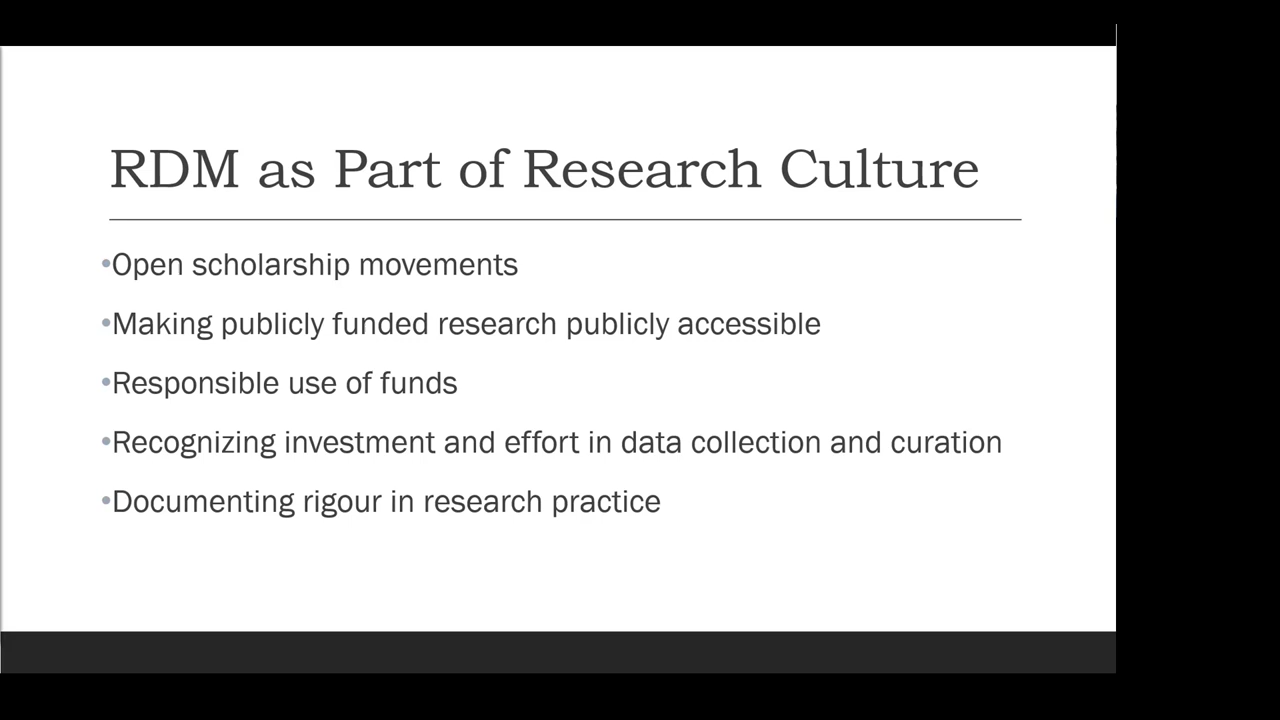 RDM as Part of Research Culture
•Open scholarship movements
•Making publicly funded research publicly accessible
•Responsible use of funds
•Recognizing investment and effort in data collection and curation
•Documenting rigour in research practice